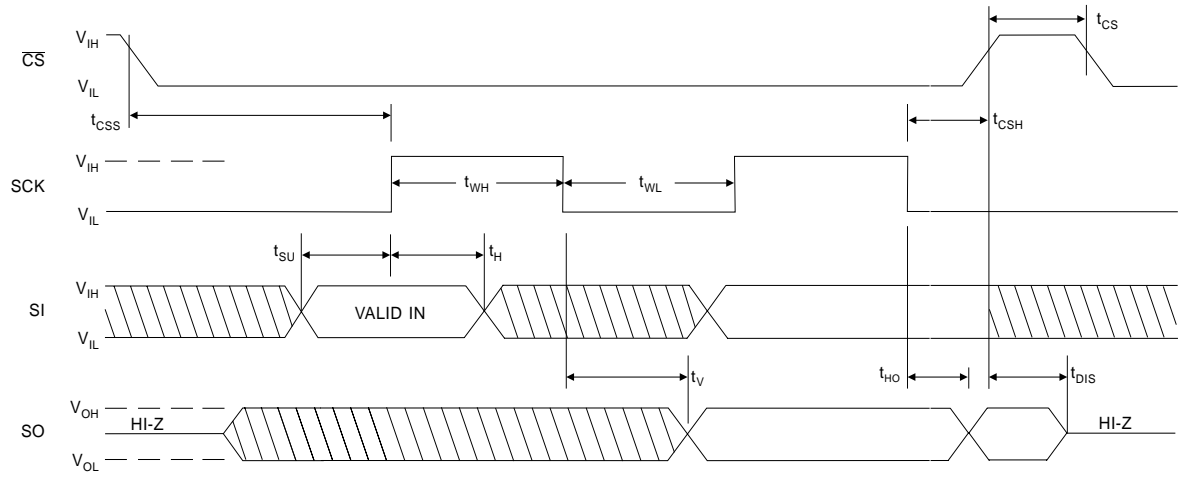 V_IH
t_CS
CS
V_IL
t_CSS
t_CSH
V_IH
SCK
t_WH
t_WL
V_IL
t_SU
t_H
V_IH
SI
VALID IN
V_IL
t_V
t_HO
t_DIS
V_OH
SO
HI-Z
HI-Z
V_OL